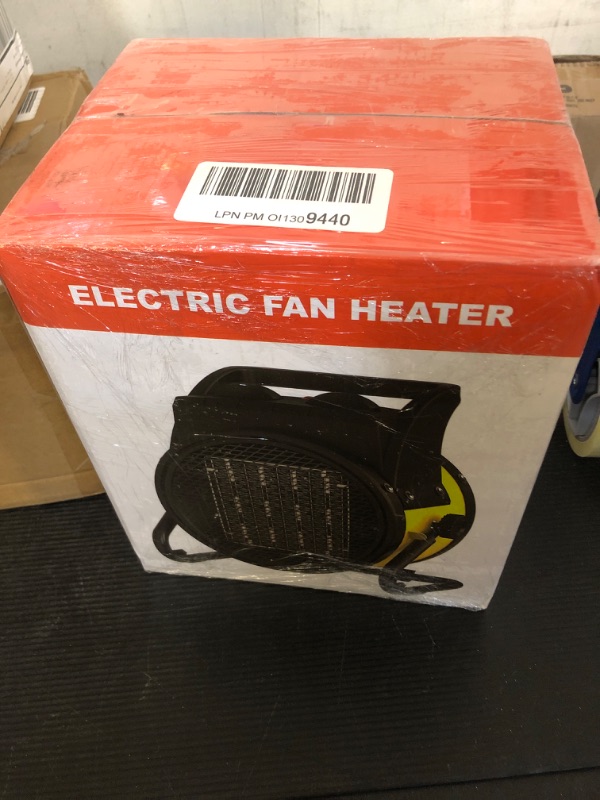 LPN PM OI1309440
ELECTRIC FAN HEATER